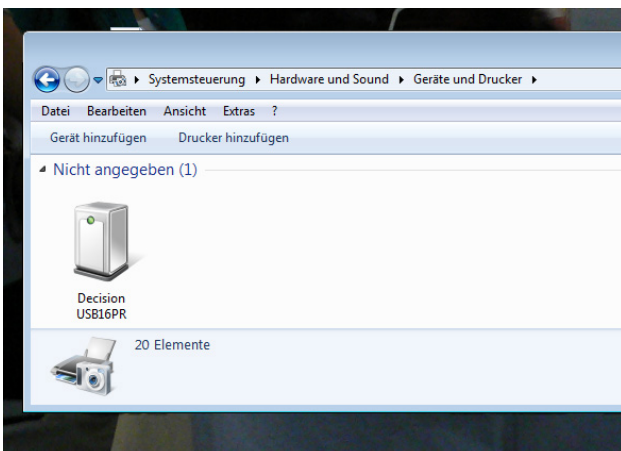 Systemsteuerung Hardware und Sound Geräte und Drucker
Datei Bearbeiten Ansicht Extras ?
Gerät hinzufügen Drucker hinzufügen
Nicht angegeben (1)
Decision
USB16PR
20 Elemente